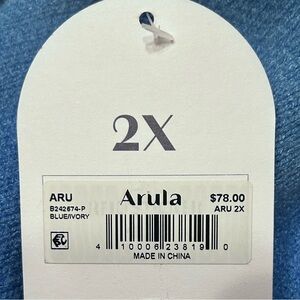 2X
ARU Arula $78.00
B242674-P ARU 2X
BLUE/IVORY
4 10006 23819 0
MADE IN CHINA